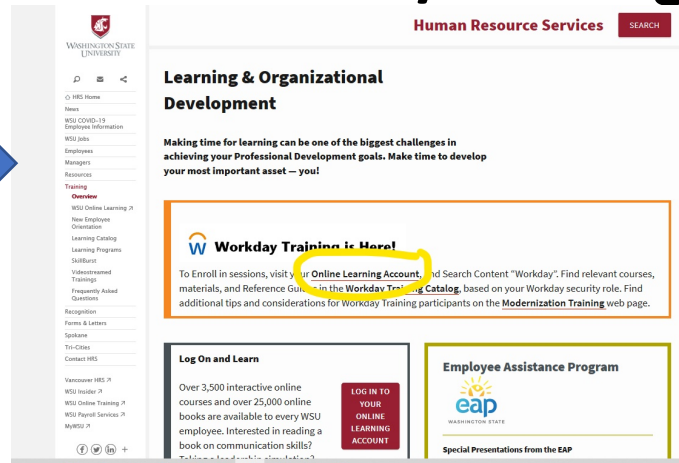 WASHINGTON STATE
UNIVERSITY
HRS Home
News
WSU COVID-19
Employee Information
WSU Jobs
Employees
Managers
Resources
Training
Overview
WSU Online Learning
New Employee
Orientation
Learning Catalog
Learning Programs
SkillBurst
Videostreamed
Trainings
Frequently Asked
Questions
Recognition
Forms & Letters
Spokane
Tri-Cities
Contact HRS
Vancouver HRS
WSU Insider
WSU Online Training
WSU Payroll Services
MyWSU
Human Resource Services
SEARCH
Learning & Organizational
Development
Making time for learning can be one of the biggest challenges in
achieving your Professional Development goals. Make time to develop
your most important asset — you!
Workday Training is Here!
To Enroll in sessions, visit your Online Learning Account, and Search Content "Workday". Find relevant courses,
materials, and Reference Guides in the Workday Training Catalog, based on your Workday security role. Find
additional tips and considerations for Workday Training participants on the Modernization Training web page.
Log On and Learn
Over 3,500 interactive online
courses and over 25,000 online
books are available to every WSU
employee. Interested in reading a
book on communication skills?
Taking a leadership simulation?
LOG IN TO
YOUR
ONLINE
LEARNING
ACCOUNT
Employee Assistance Program
eap
WASHINGTON STATE
Special Presentations from the EAP